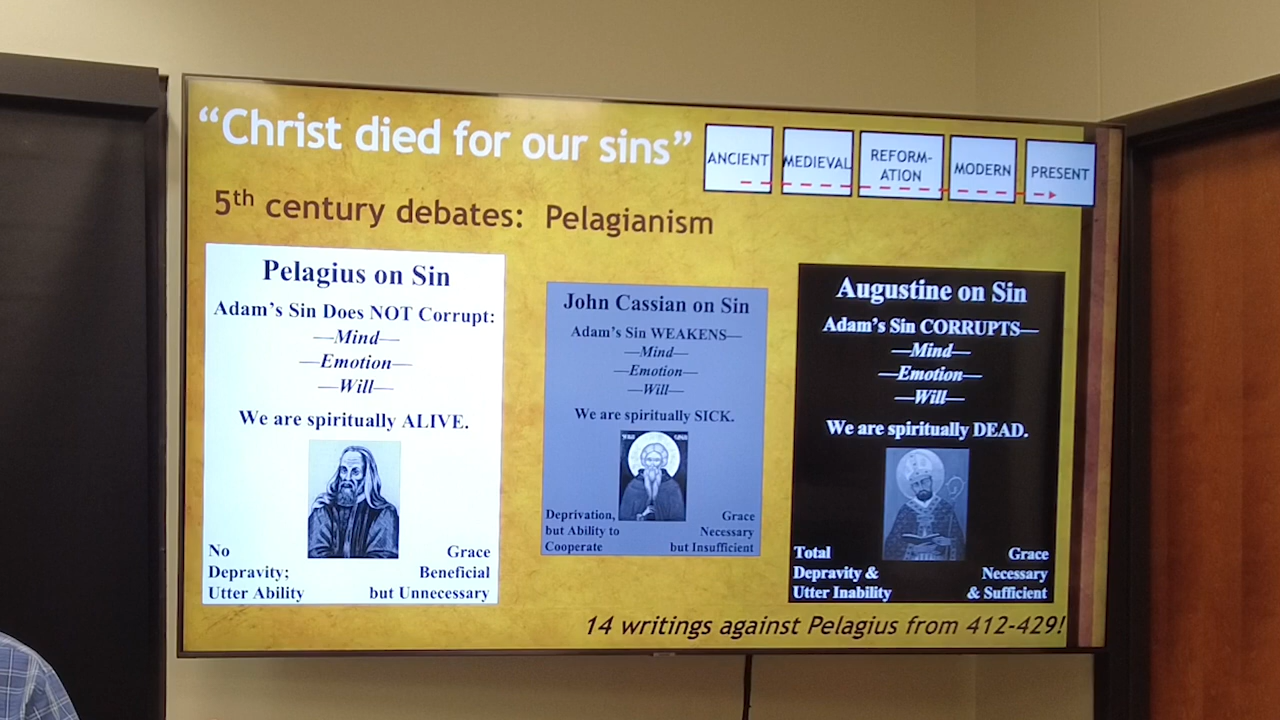 “Christ died for our sins”
ANCIENT
MEDIEVAL
REFORM-
ATION
MODERN
PRESENT
5th century debates: Pelagianism
Pelagius on Sin
Adam's Sin Does NOT Corrupt:
—Mind—
—Emotion—
—Will—
We are spiritually ALIVE.
No
Depravity;
Utter Ability
Grace
Beneficial
but Unnecessary
John Cassian on Sin
Adam's Sin WEAKENS—
—Mind—
—Emotion—
—Will—
We are spiritually SICK.
Deprivation,
but Ability to
Cooperate
Grace
Necessary
but Insufficient
Augustine on Sin
Adam's Sin CORRUPTS—
—Mind—
—Emotion—
—Will—
We are spiritually DEAD.
Total
Depravity &
Utter Inability
Grace
Necessary
& Sufficient
14 writings against Pelagius from 412-429!